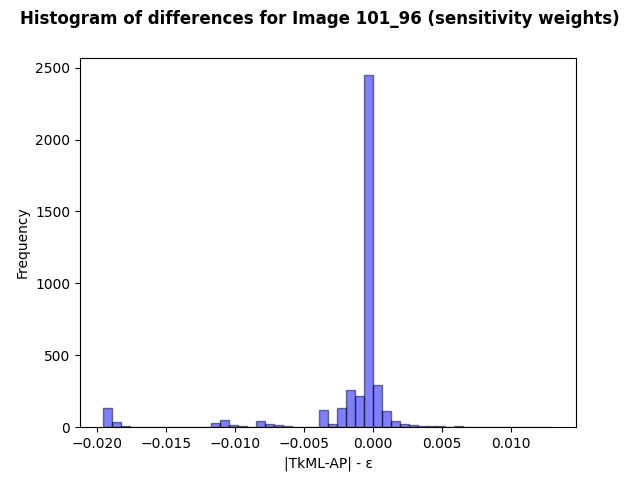 Histogram of differences for Image 101_96 (sensitivity weights)
2500
2000
1500
1000
500
0
Frequency
−0.020 −0.015 −0.010 −0.005 0.000 0.005 0.010
|TkML-AP| - ε